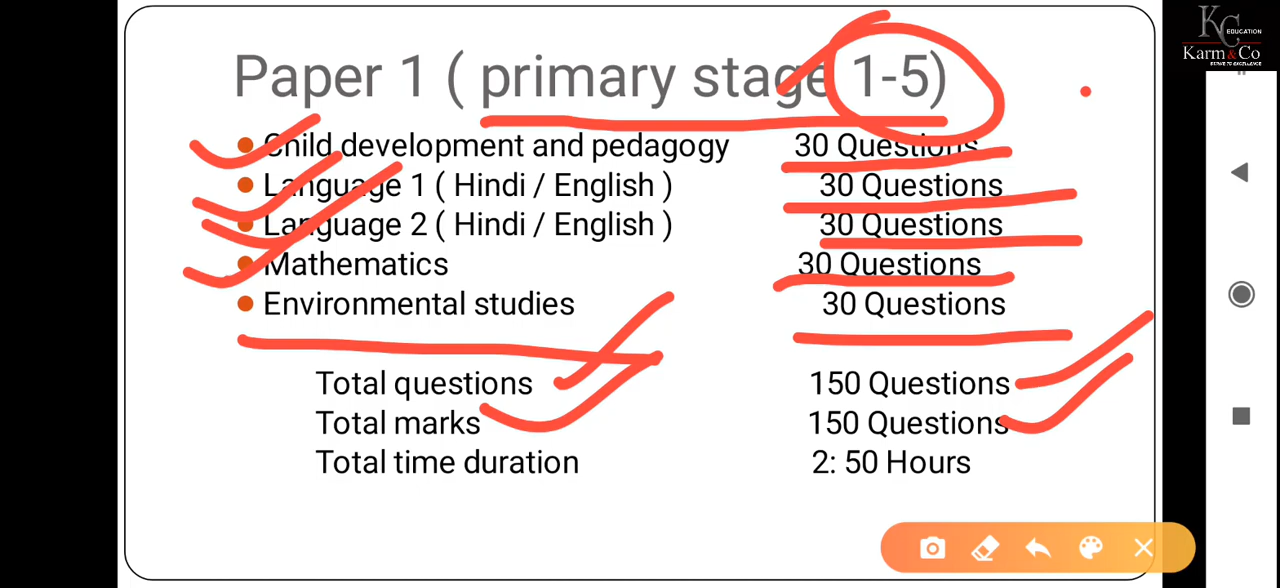 KC EDUCATION
Karm&Co
Paper 1 ( primary stage 1-5)
Child development and pedagogy 30 Questions
Language 1 ( Hindi / English ) 30 Questions
Language 2 ( Hindi / English ) 30 Questions
Mathematics 30 Questions
Environmental studies 30 Questions
Total questions 150 Questions
Total marks 150 Questions
Total time duration 2: 50 Hours